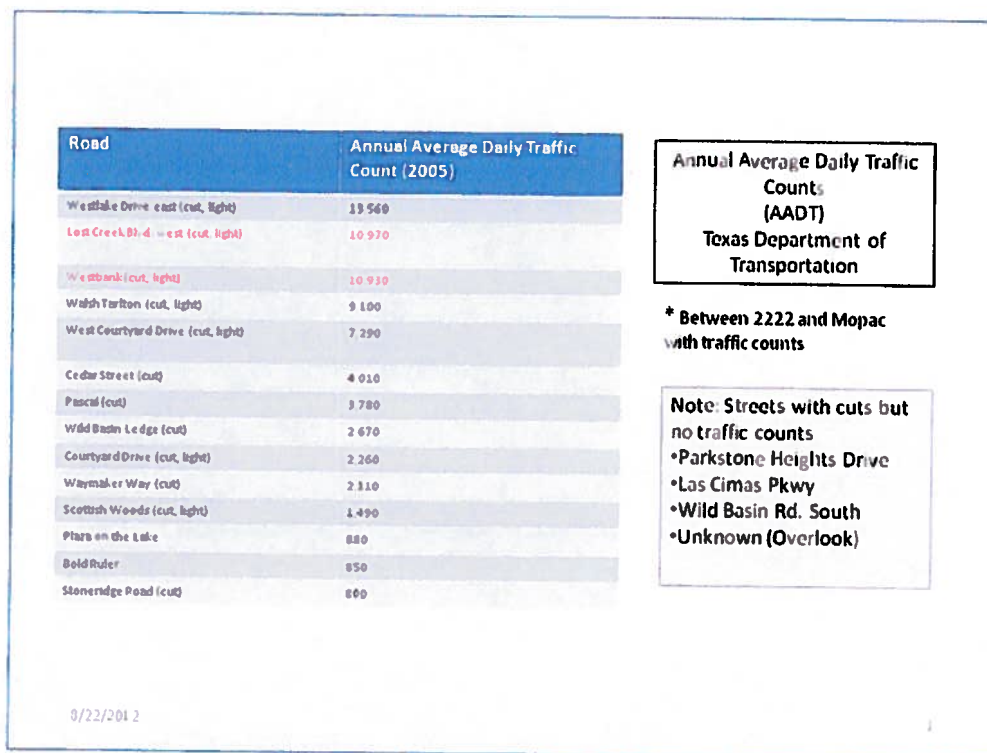 Road Annual Average Daily Traffic
Count (2005)
Westlake Drive east (cut, light) 13 560
Lost Creek Blvd. west (cut, light) 10 970
Westbank (cut, light) 10 930
Walsh Tarlton (cut, light) 9 100
West Courtyard Drive (cut, light) 7 290
Cedar Street (cut) 4 010
Pascal (cut) 3 780
Wild Basin Ledge (cut) 2 670
Courtyard Drive (cut, light) 2 260
Waymaker Way (cut) 2 110
Scottish Woods (cut, light) 1 490
Plaza on the Lake 880
Bold Ruler 850
Stoneridge Road (cut) 800
Annual Average Daily Traffic
Counts
(AADT)
Texas Department of
Transportation
* Between 2222 and Mopac
with traffic counts
Note: Streets with cuts but
no traffic counts
•Parkstone Heights Drive
•Las Cimas Pkwy
•Wild Basin Rd. South
•Unknown (Overlook)
8/22/2012